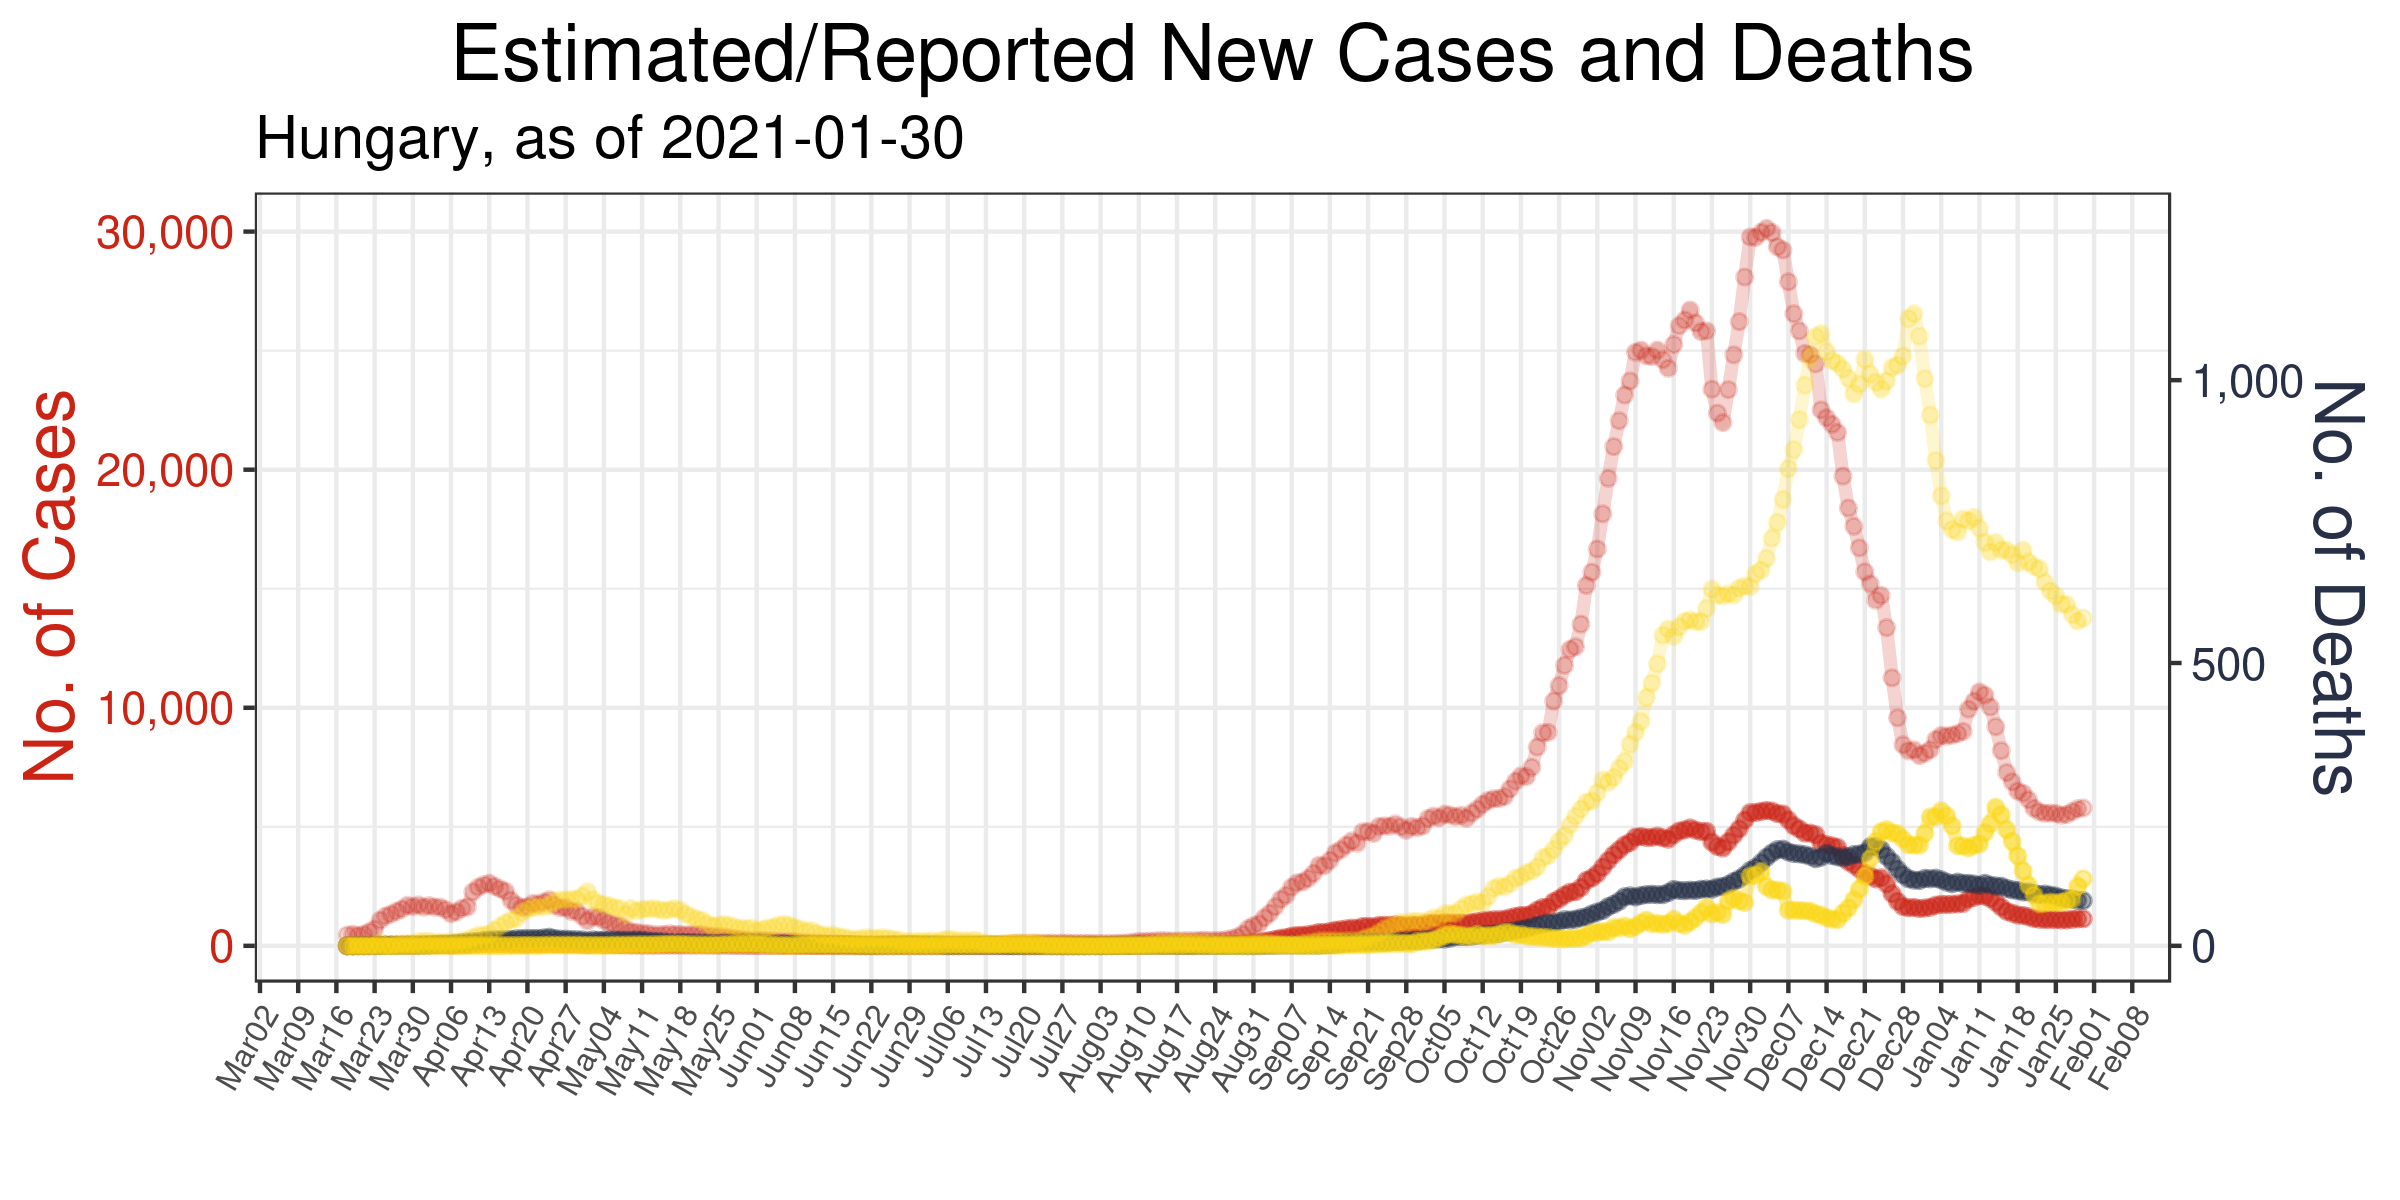 Estimated/Reported New Cases and Deaths
Hungary, as of 2021-01-30
No. of Cases
30,000
20,000
10,000
0
1,000
500
0
No. of Deaths
Mar02
Mar09
Mar16
Mar23
Mar30
Apr06
Apr13
Apr20
Apr27
May04
May11
May18
May25
Jun01
Jun08
Jun15
Jun22
Jun29
Jul06
Jul13
Jul20
Jul27
Aug03
Aug10
Aug17
Aug24
Aug31
Sep07
Sep14
Sep21
Sep28
Oct05
Oct12
Oct19
Oct26
Nov02
Nov09
Nov16
Nov23
Nov30
Dec07
Dec14
Dec21
Dec28
Jan04
Jan11
Jan18
Jan25
Feb01
Feb08